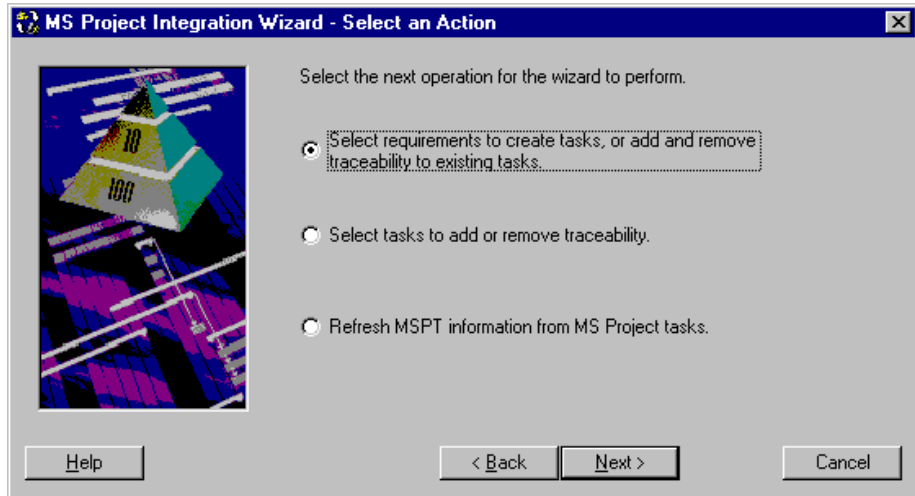 MS Project Integration Wizard - Select an Action
Select the next operation for the wizard to perform.
Select requirements to create tasks, or add and remove
traceability to existing tasks.
10
100
Select tasks to add or remove traceability.
Refresh MSPT information from MS Project tasks.
Help
< Back
Next >
Cancel